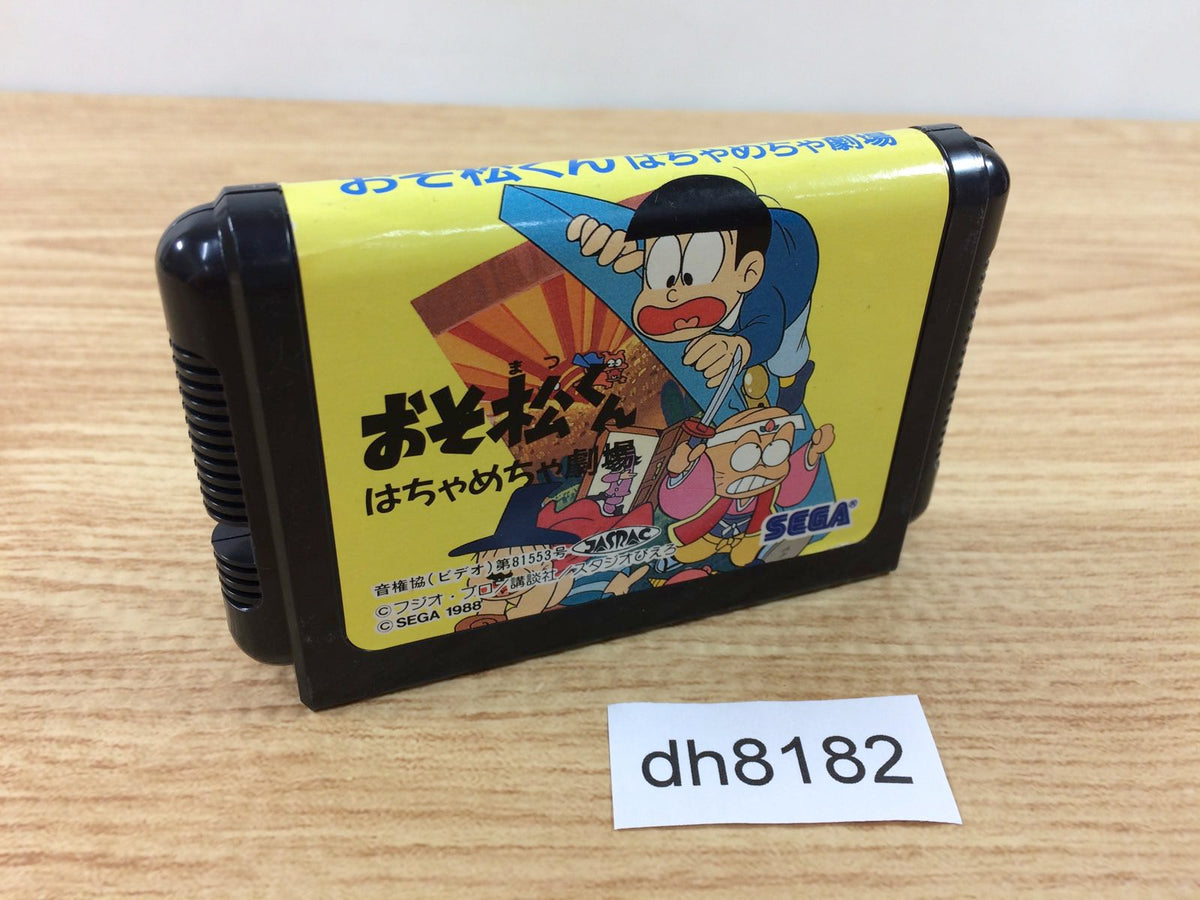 おそ松くん はちゃめちゃ劇場
まつ
おそ松くん
はちゃめちゃ劇場
SEGA®
音権協(ビデオ)第81553号 JASRAC
©フジオ・プロ/講談社/スタジオぴえろ
©SEGA 1988
dh8182